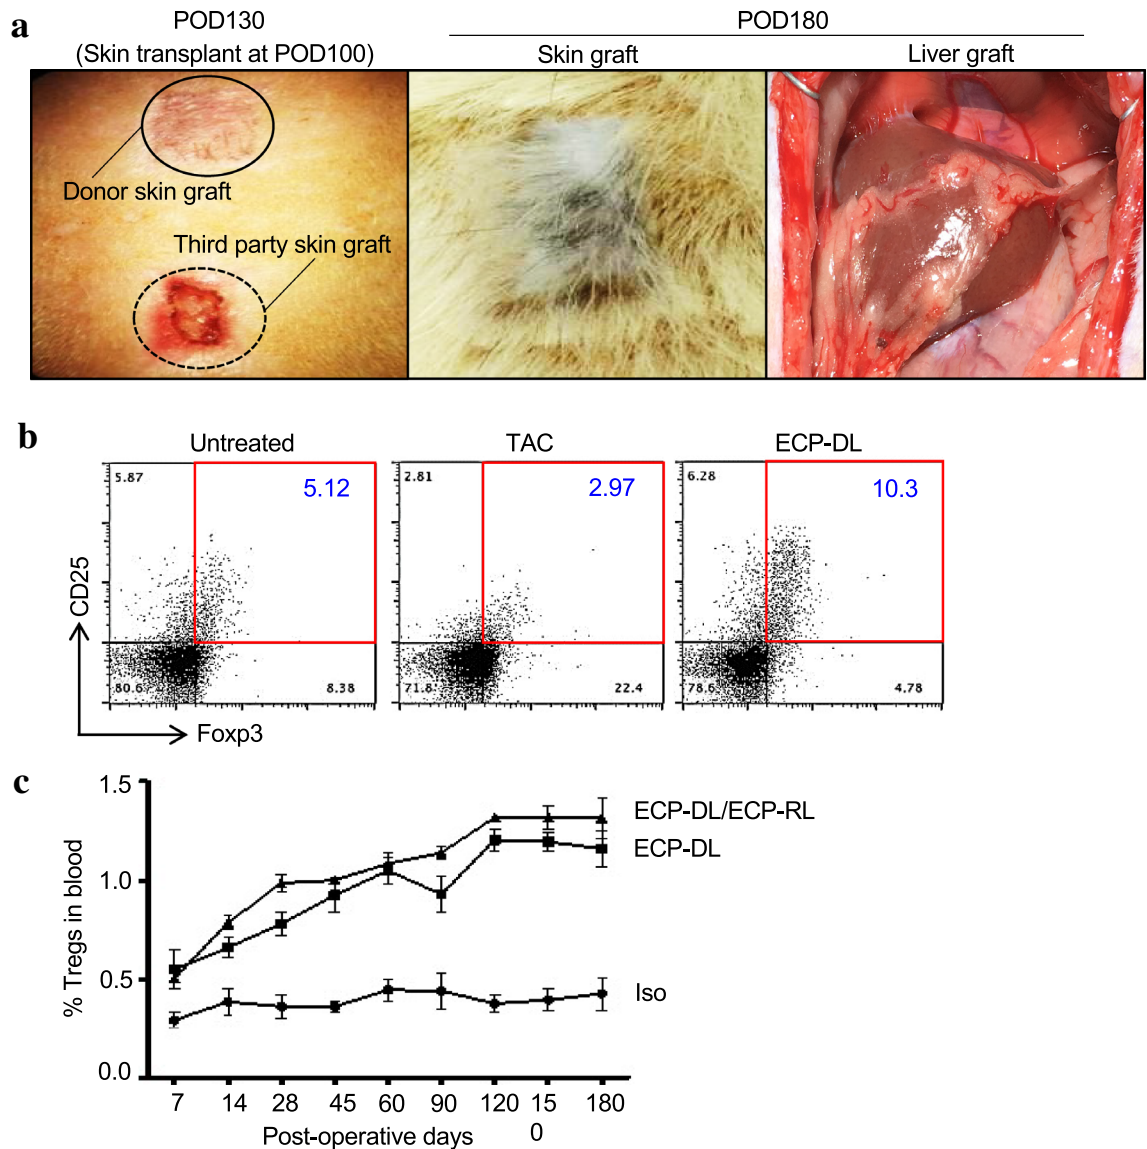 a
POD130
(Skin transplant at POD100)
POD180
Skin graft
Liver graft
Donor skin graft
Third party skin graft
b
Untreated
TAC
ECP-DL
5.87
5.12
2.81
2.97
6.28
10.3
CD25
8.38
71.8
22.4
78.6
4.78
Foxp3
c
1.5
1.0
0.5
0.0
% Tregs in blood
ECP-DL/ECP-RL
ECP-DL
Iso
7 14 28 45 60 90 120 15 180
0
Post-operative days